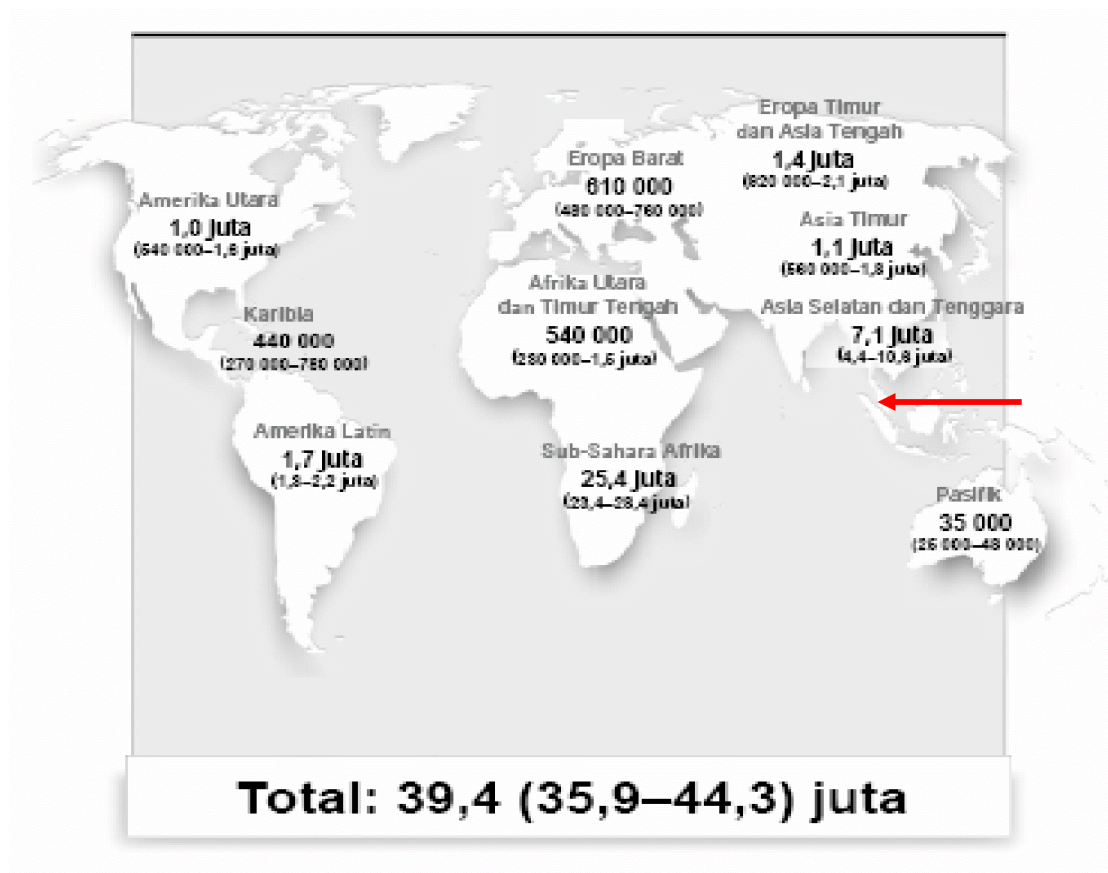 Eropa Timur
dan Asia Tengah
1,4 juta
(920 000–2,1 juta)
Eropa Barat
610 000
(480 000–760 000)
Amerika Utara
1,0 juta
(540 000–1,6 juta)
Asia Timur
1,1 juta
(560 000–1,8 juta)
Afrika Utara
dan Timur Tengah
540 000
(230 000–1,5 juta)
Asia Selatan dan Tenggara
7,1 juta
(4,4–10,6 juta)
Karibia
440 000
(270 000–780 000)
Amerika Latin
1,7 juta
(1,3–2,2 juta)
Sub-Sahara Afrika
25,4 juta
(23,4–28,4 juta)
Pasifik
35 000
(25 000–48 000)
Total: 39,4 (35,9–44,3) juta